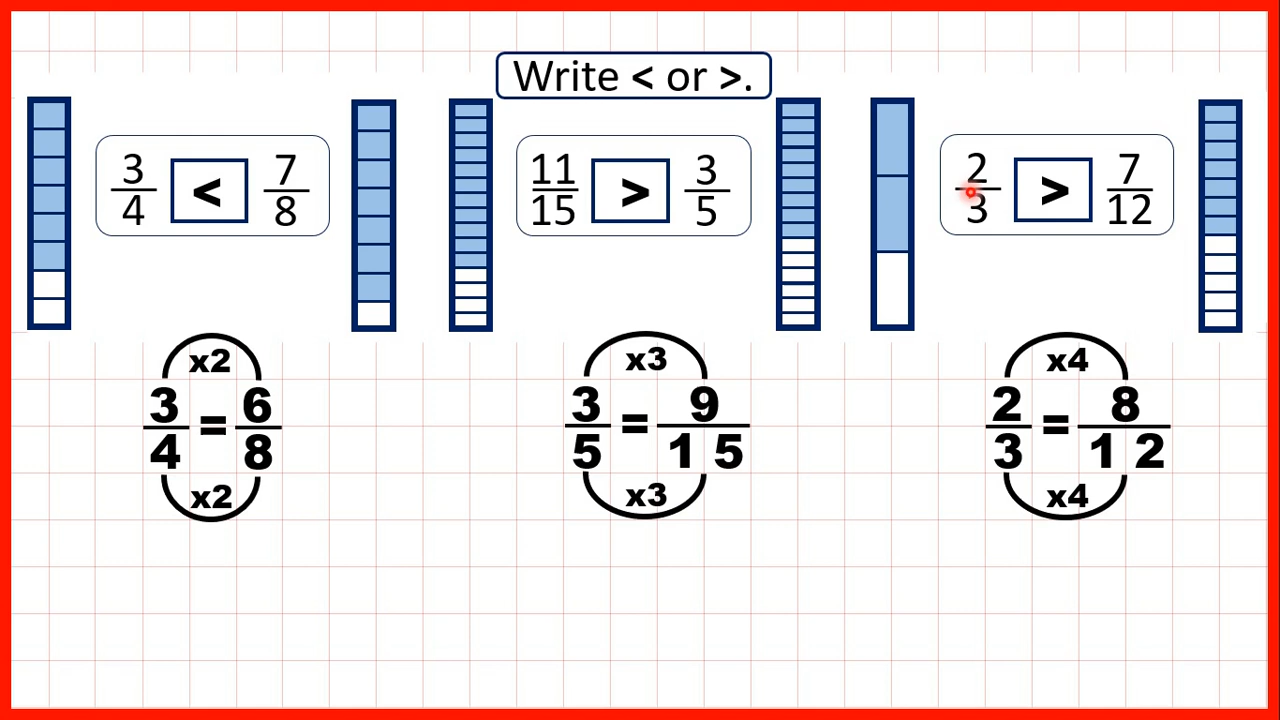 Write < or >.
3/4 < 7/8
11/15 > 3/5
2/3 > 7/12
x2
3/4 = 6/8
x2
x3
3/5 = 9/15
x3
x4
2/3 = 8/12
x4